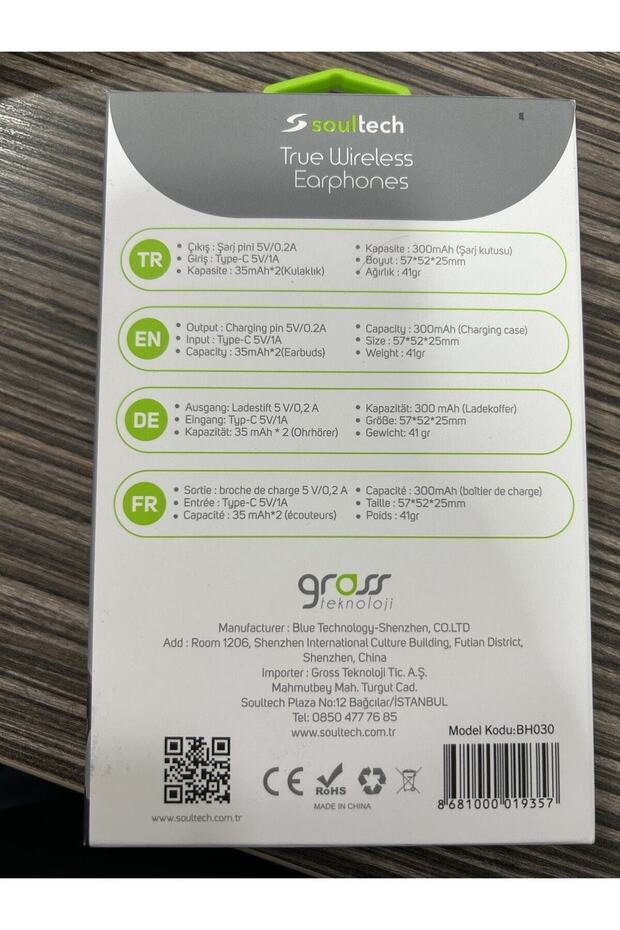 soultech
True Wireless
Earphones
TR
• Çıkış : Şarj pini 5V/0.2A
• Giriş : Type-C 5V/1A
• Kapasite : 35mAh*2(Kulaklık)
• Kapasite : 300mAh (Şarj kutusu)
• Boyut : 57*52*25mm
• Ağırlık : 41gr
EN
• Output : Charging pin 5V/0.2A
• Input : Type-C 5V/1A
• Capacity : 35mAh*2(Earbuds)
• Capacity : 300mAh (Charging case)
• Size : 57*52*25mm
• Weight : 41gr
DE
• Ausgang: Ladestift 5 V/0,2 A
• Eingang: Typ-C 5V/1A
• Kapazität: 35 mAh * 2 (Ohrhörer)
• Kapazität: 300 mAh (Ladekoffer)
• Größe: 57*52*25mm
• Gewicht: 41 gr
FR
• Sortie : broche de charge 5 V/0,2 A
• Entrée : Type-C 5V/1A
• Capacité : 35 mAh*2 (écouteurs)
• Capacité : 300mAh (boîtier de charge)
• Taille : 57*52*25mm
• Poids : 41gr
gross
teknoloji
Manufacturer : Blue Technology-Shenzhen, CO.LTD
Add : Room 1206, Shenzhen International Culture Building, Futian District,
Shenzhen, China
Importer : Gross Teknoloji Tic. A.Ş.
Mahmutbey Mah. Turgut Cad.
Soultech Plaza No:12 Bağcılar/İSTANBUL
Tel: 0850 477 76 85
www.soultech.com.tr
Model Kodu:BH030
CE
RoHS
MADE IN CHINA
8 681000 019357
www.soultech.com.tr